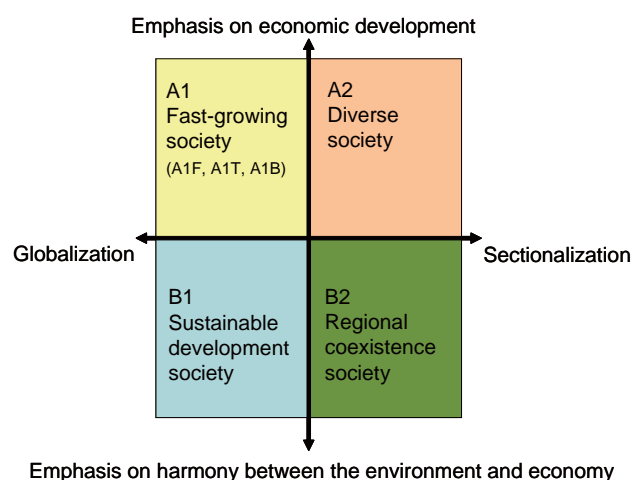 Emphasis on economic development
A1
Fast-growing
society
(A1F, A1T, A1B)
A2
Diverse
society
Globalization
Sectionalization
B1
Sustainable
development
society
B2
Regional
coexistence
society
Emphasis on harmony between the environment and economy